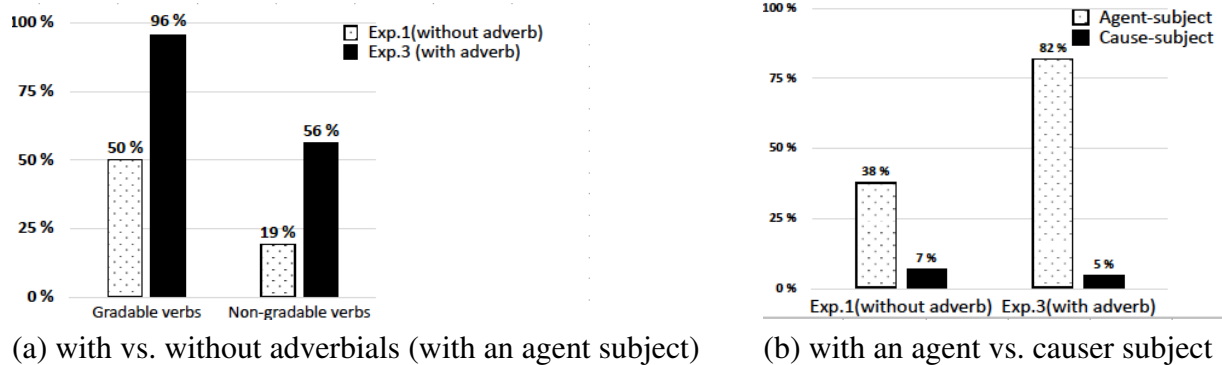 100 %
96 %
Exp.1(without adverb)
Exp.3 (with adverb)
75 %
56 %
50 %
50 %
25 %
19 %
0 %
Gradable verbs
Non-gradable verbs
(a) with vs. without adverbials (with an agent subject)
100 %
Agent-subject
Cause-subject
82 %
75 %
50 %
38 %
25 %
7 %
5 %
0 %
Exp.1(without adverb)
Exp.3(with adverb)
(b) with an agent vs. causer subject